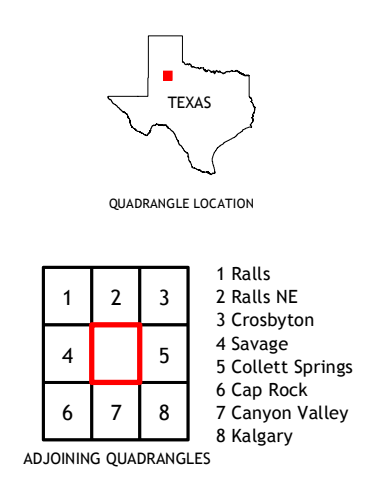 TEXAS
QUADRANGLE LOCATION
1 2 3
4 5
6 7 8
1 Ralls
2 Ralls NE
3 Crosbyton
4 Savage
5 Collett Springs
6 Cap Rock
7 Canyon Valley
8 Kalgary
ADJOINING QUADRANGLES